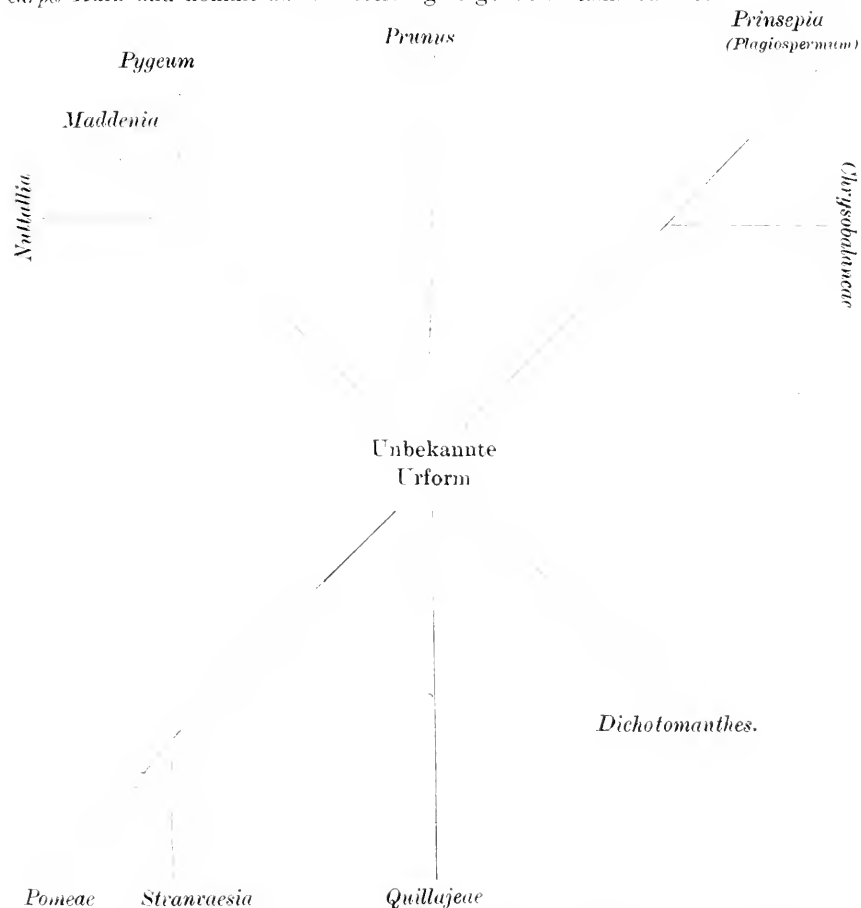 Prunus
Prinsepia
(Plagiospermum)
Pygeum
Maddenia
Nuttallia
Chrysobalaneae
Unbekannte
Urform
Dichotomanthes.
Pomeae Stranvaesia Quillajeae